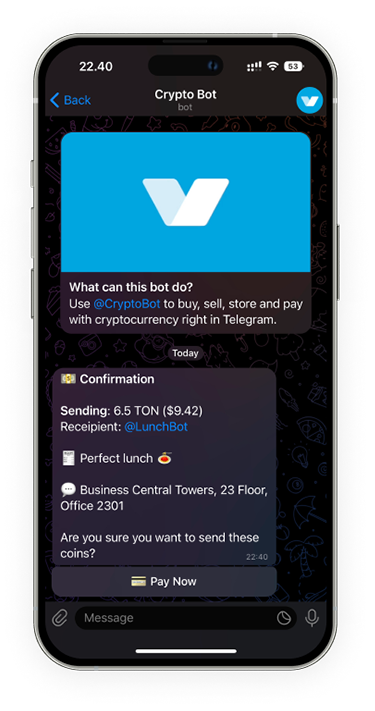 22.40
53
Back
Crypto Bot
bot
What can this bot do?
Use @CryptoBot to buy, sell, store and pay
with cryptocurrency right in Telegram.
Today
Confirmation
Sending: 6.5 TON ($9.42)
Receipient: @LunchBot
Perfect lunch
Business Central Towers, 23 Floor,
Office 2301
Are you sure you want to send these
coins?
22:40
Pay Now
Message